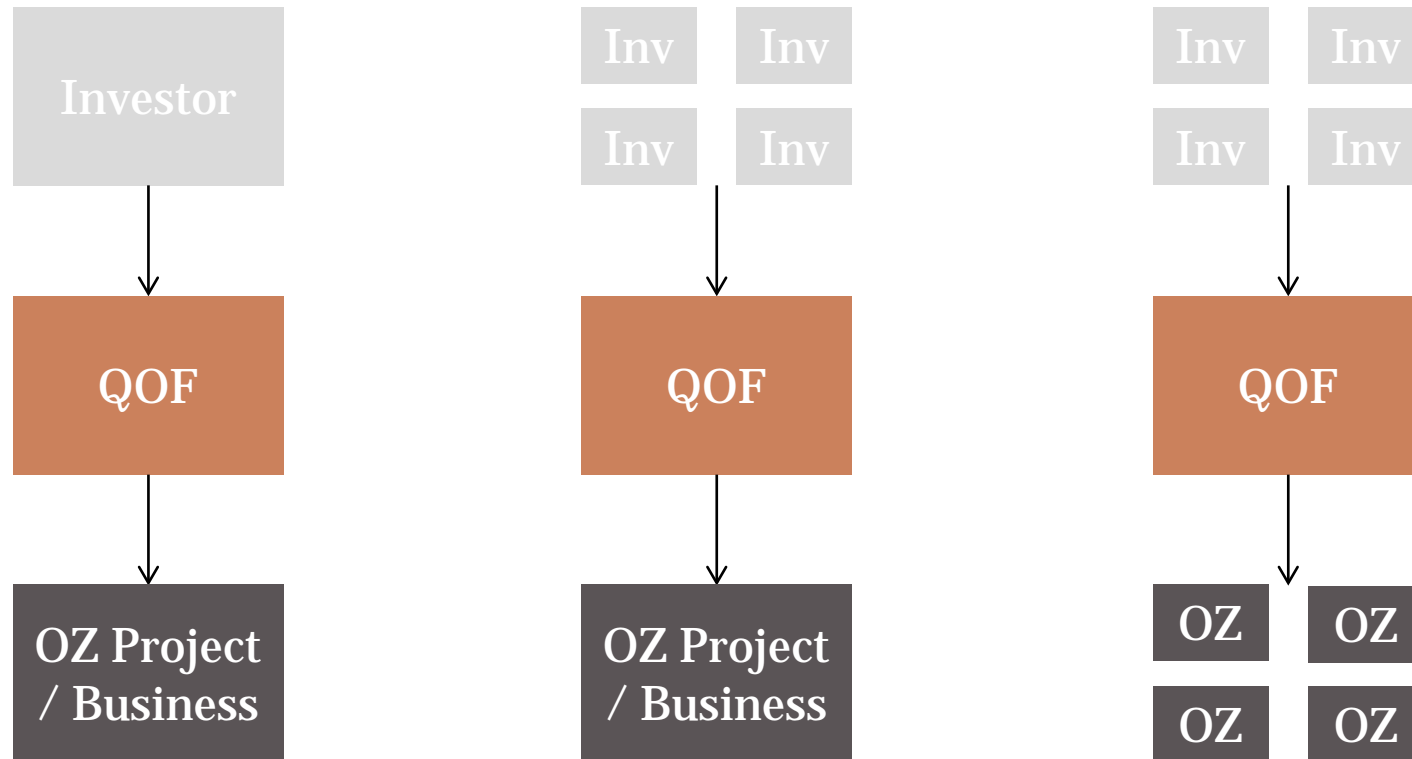 Investor
Inv Inv
Inv Inv
Inv Inv
Inv Inv
QOF
QOF
QOF
OZ Project
/ Business
OZ Project
/ Business
OZ OZ
OZ OZ